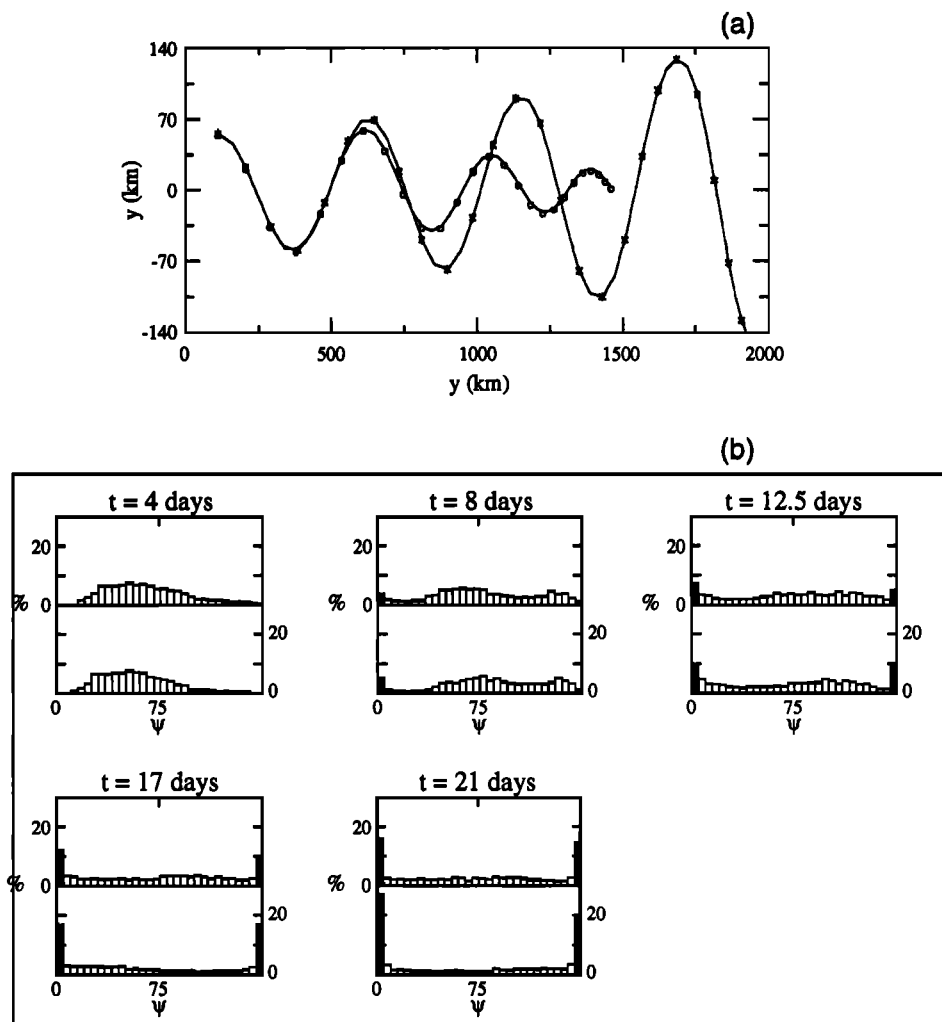 (a)
140
70
0
-70
-140
y (km)
0 500 1000 1500 2000
y (km)
(b)
t = 4 days t = 8 days t = 12.5 days
20 20 20
% 0 % 0 % 0
20 20 20
0 0 0
0 75 0 75 0 75
Ψ Ψ Ψ
t = 17 days t = 21 days
20 20
% 0 % 0
20 20
0 0
0 75 0 75
Ψ Ψ